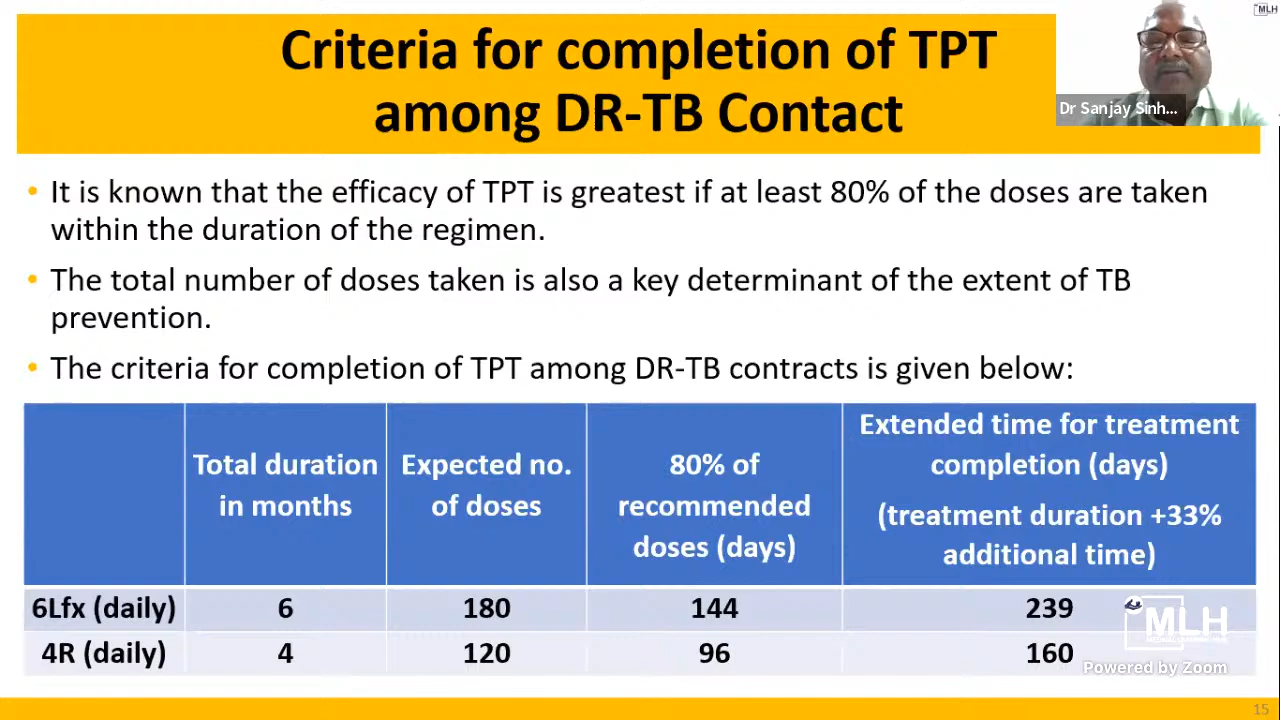 Criteria for completion of TPT
among DR-TB Contact
MLH
Dr Sanjay Sinh...
• It is known that the efficacy of TPT is greatest if at least 80% of the doses are taken
within the duration of the regimen.
• The total number of doses taken is also a key determinant of the extent of TB
prevention.
• The criteria for completion of TPT among DR-TB contracts is given below:
Total duration
in months
Expected no.
of doses
80% of
recommended
doses (days)
Extended time for treatment
completion (days)
(treatment duration +33%
additional time)
6Lfx (daily) 6 180 144 239
4R (daily) 4 120 96 160
MLH
Powered by Zoom
15